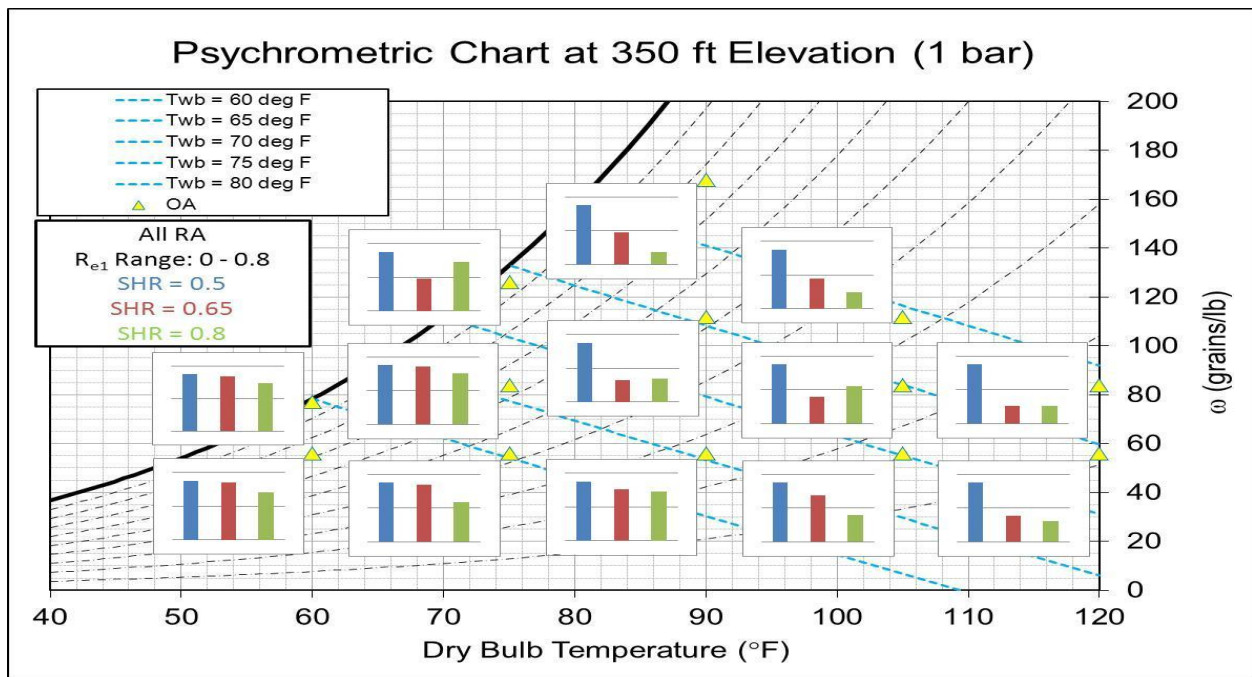 Psychrometric Chart at 350 ft Elevation (1 bar)
Twb = 60 deg F
Twb = 65 deg F
Twb = 70 deg F
Twb = 75 deg F
Twb = 80 deg F
OA
All RA
Re1 Range: 0 - 0.8
SHR = 0.5
SHR = 0.65
SHR = 0.8
200
180
160
140
120
100
80
60
40
20
0
ω (grains/lb)
40 50 60 70 80 90 100 110 120
Dry Bulb Temperature (°F)